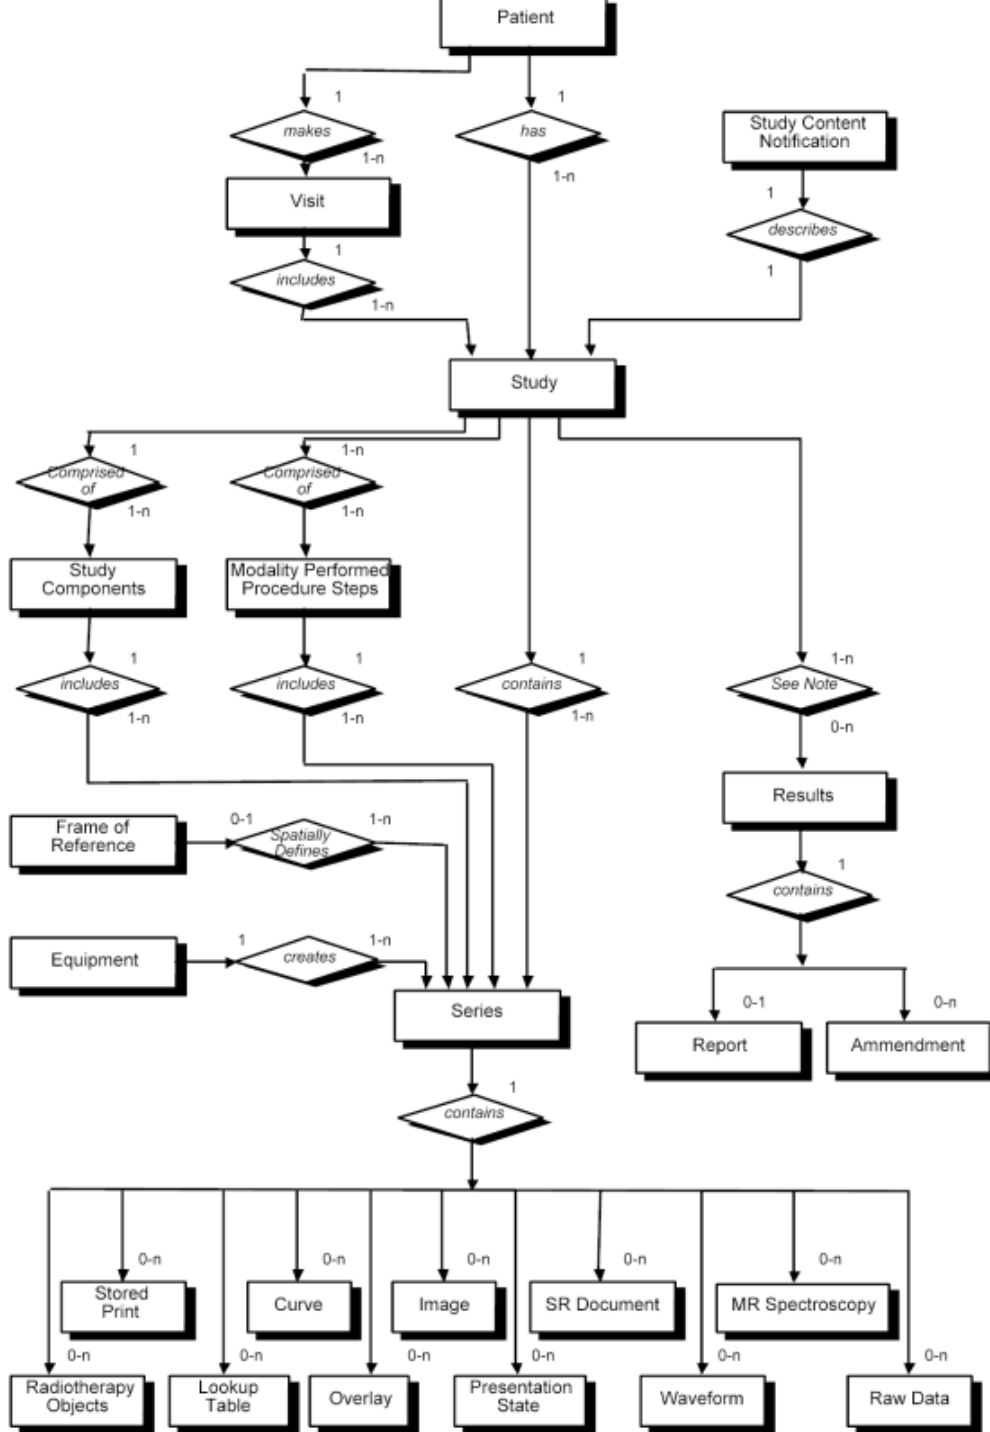 Patient
1
1
makes
has
Study Content
Notification
1-n
1-n
Visit
1
1
describes
1
includes
1-n
1
Study
1
1-n
Comprised
of
Comprised
of
1-n
1-n
Study
Components
Modality Performed
Procedure Steps
1
1
1
1-n
includes
includes
contains
See Note
1-n
1-n
1-n
0-n
Results
Frame of
Reference
0-1
Spatially
Defines
1-n
1
contains
Equipment
1
creates
1-n
Series
0-1
0-n
Report
Ammendment
1
contains
0-n
0-n
0-n
0-n
0-n
Stored
Print
Curve
Image
SR Document
MR Spectroscopy
0-n
0-n
0-n
0-n
0-n
0-n
Radiotherapy
Objects
Lookup
Table
Overlay
Presentation
State
Waveform
Raw Data